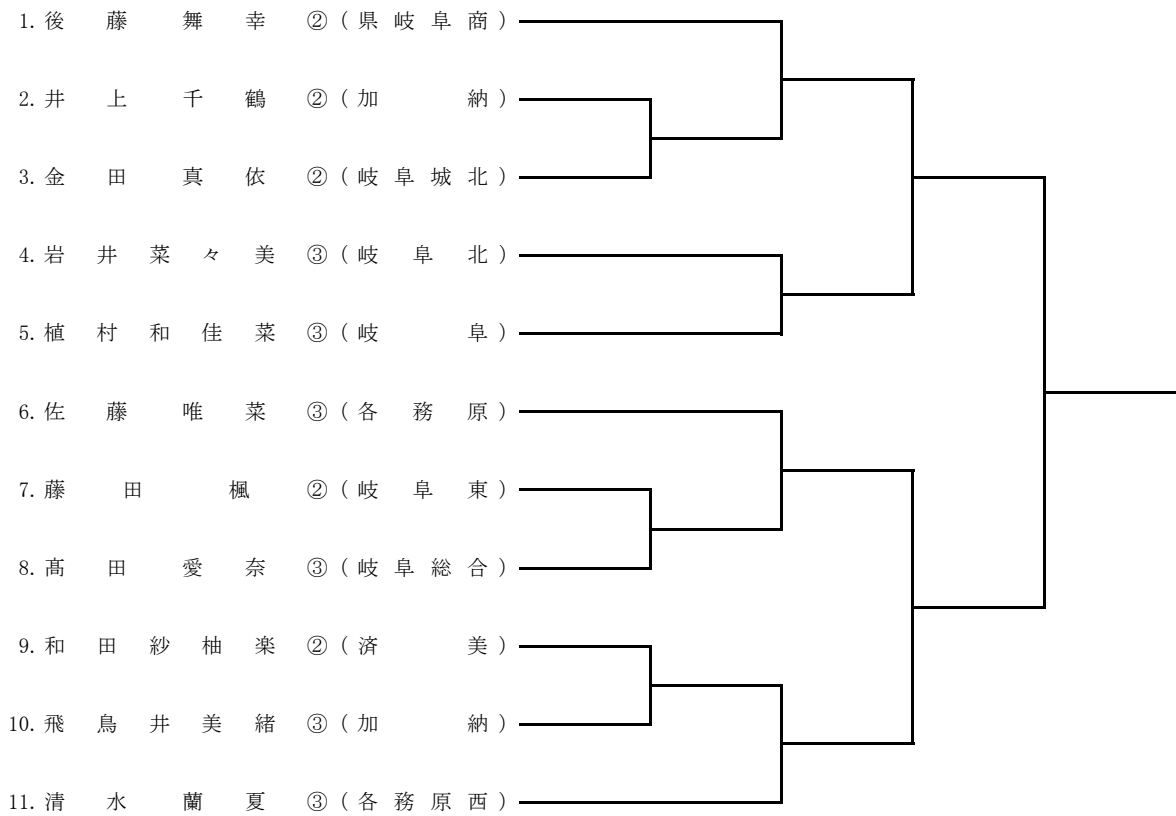 1. 後藤舞幸 ② (県岐阜商)
2. 井上千鶴 ② (加納)
3. 金田真依 ② (岐阜城北)
4. 岩井菜々美 ③ (岐阜北)
5. 植村和佳菜 ③ (岐阜)
6. 佐藤唯菜 ③ (各務原)
7. 藤田楓 ② (岐阜東)
8. 髙田愛奈 ③ (岐阜総合)
9. 和田紗柚楽 ② (済美)
10. 飛鳥井美緒 ③ (加納)
11. 清水蘭夏 ③ (各務原西)